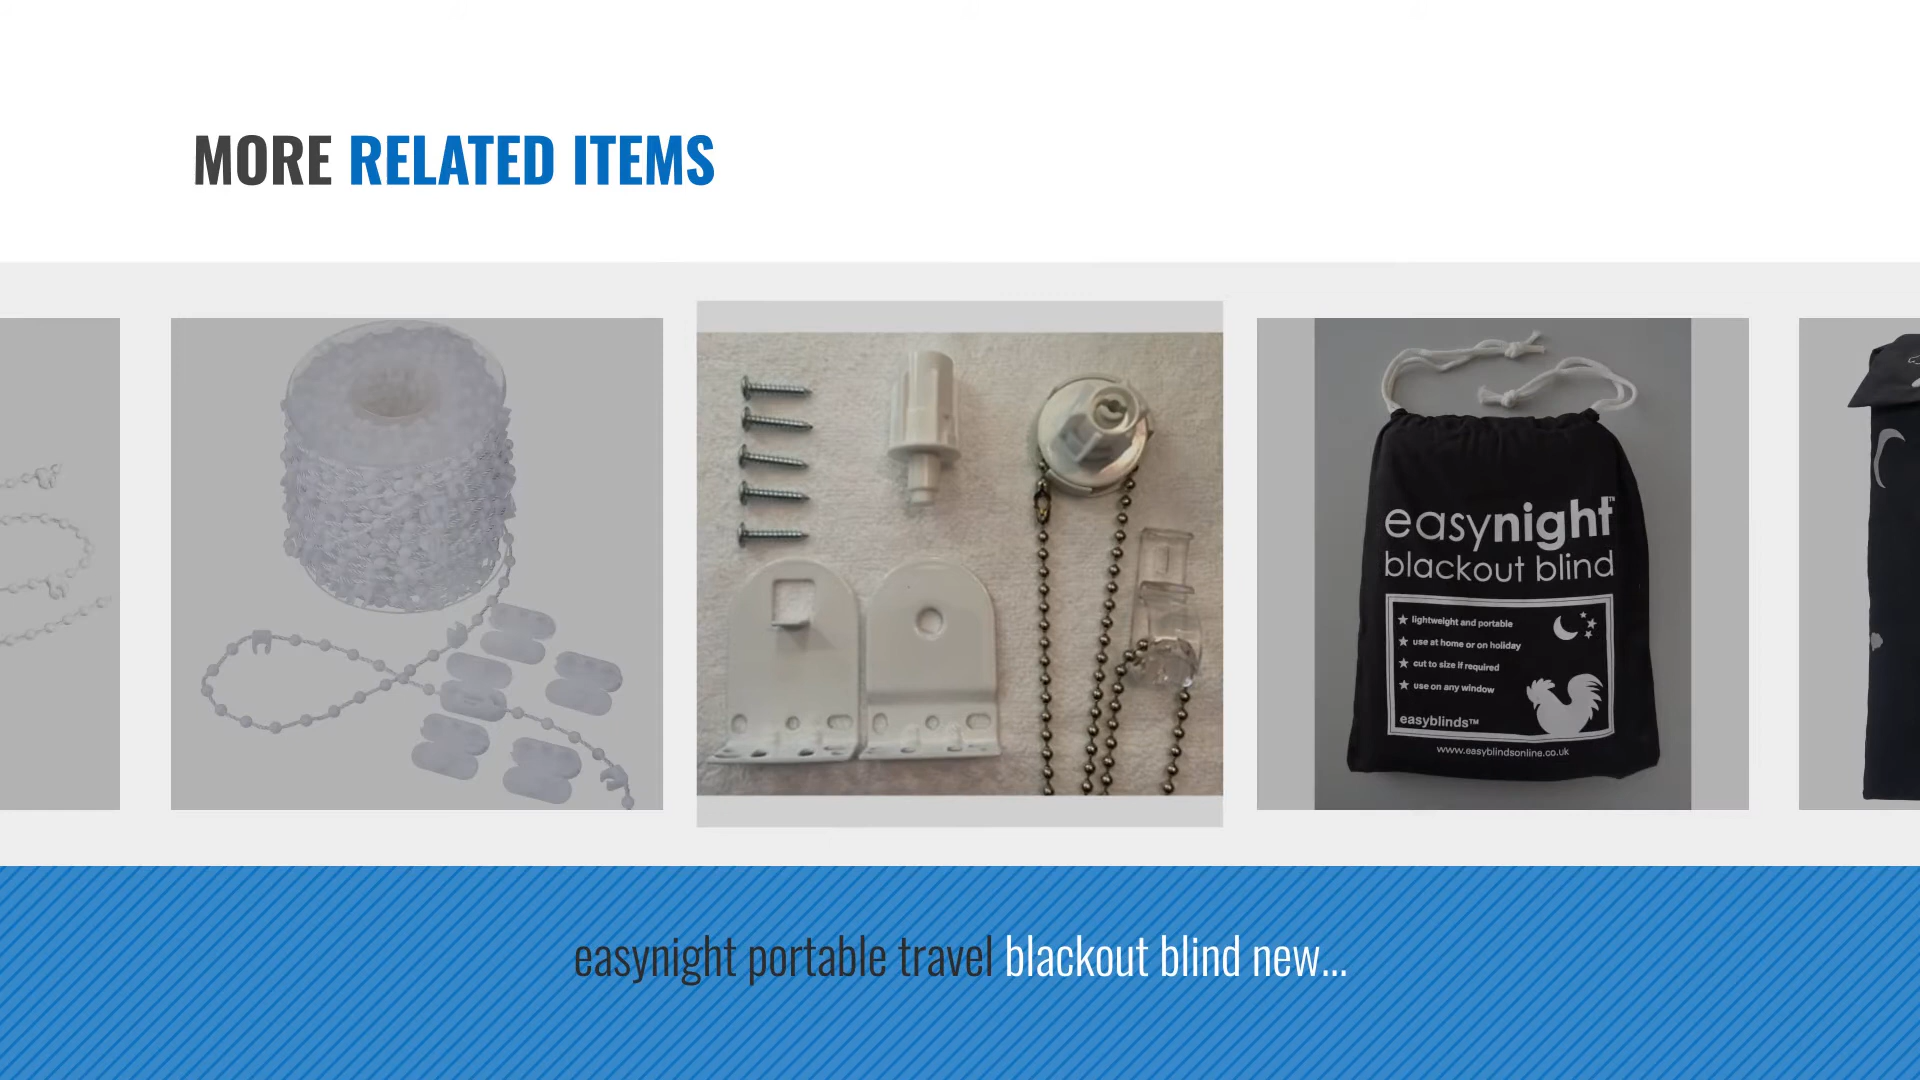 MORE RELATED ITEMS
easynight™
blackout blind
lightweight and portable
use at home or on holiday
cut to size if required
use on any window
easyblinds™
www.easyblindsonline.co.uk
easynight portable travel blackout blind new...